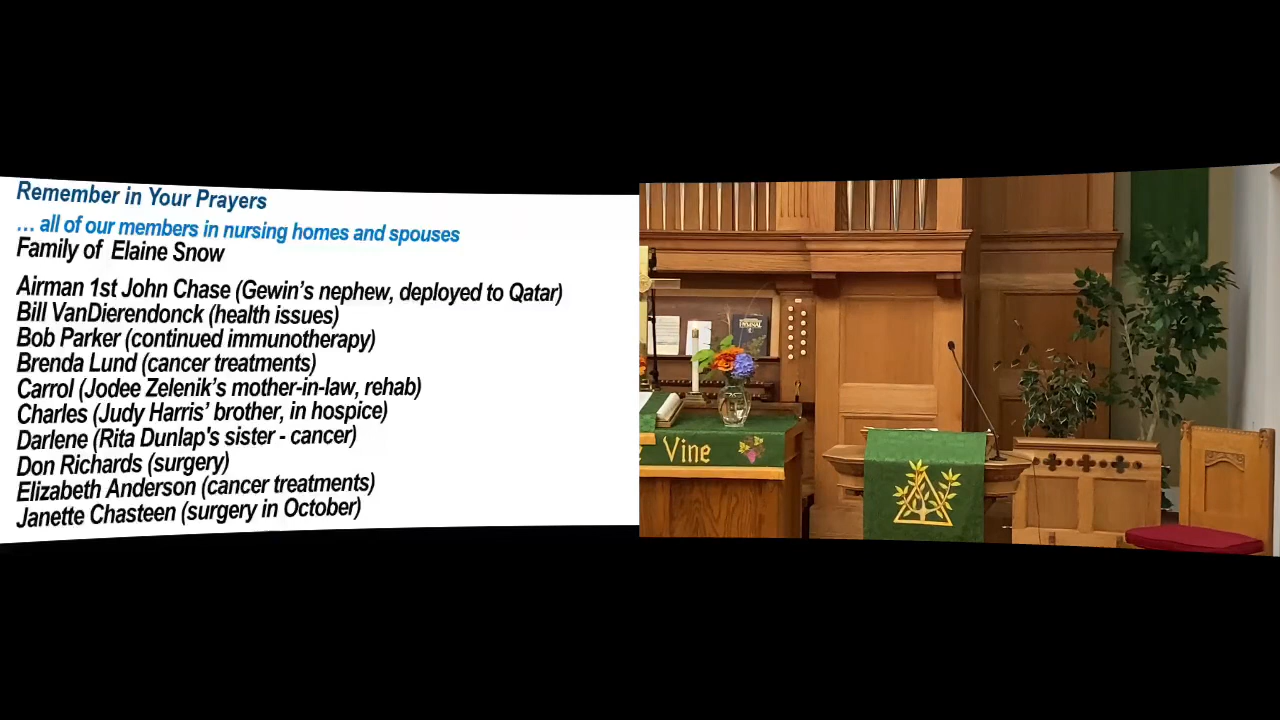 Remember in Your Prayers
... all of our members in nursing homes and spouses
Family of Elaine Snow
Airman 1st John Chase (Gewin's nephew, deployed to Qatar)
Bill VanDierendonck (health issues)
Bob Parker (continued immunotherapy)
Brenda Lund (cancer treatments)
Carrol (Jodee Zelenik's mother-in-law, rehab)
Charles (Judy Harris' brother, in hospice)
Darlene (Rita Dunlap's sister - cancer)
Don Richards (surgery)
Elizabeth Anderson (cancer treatments)
Janette Chasteen (surgery in October)
HYMNAL
Vine